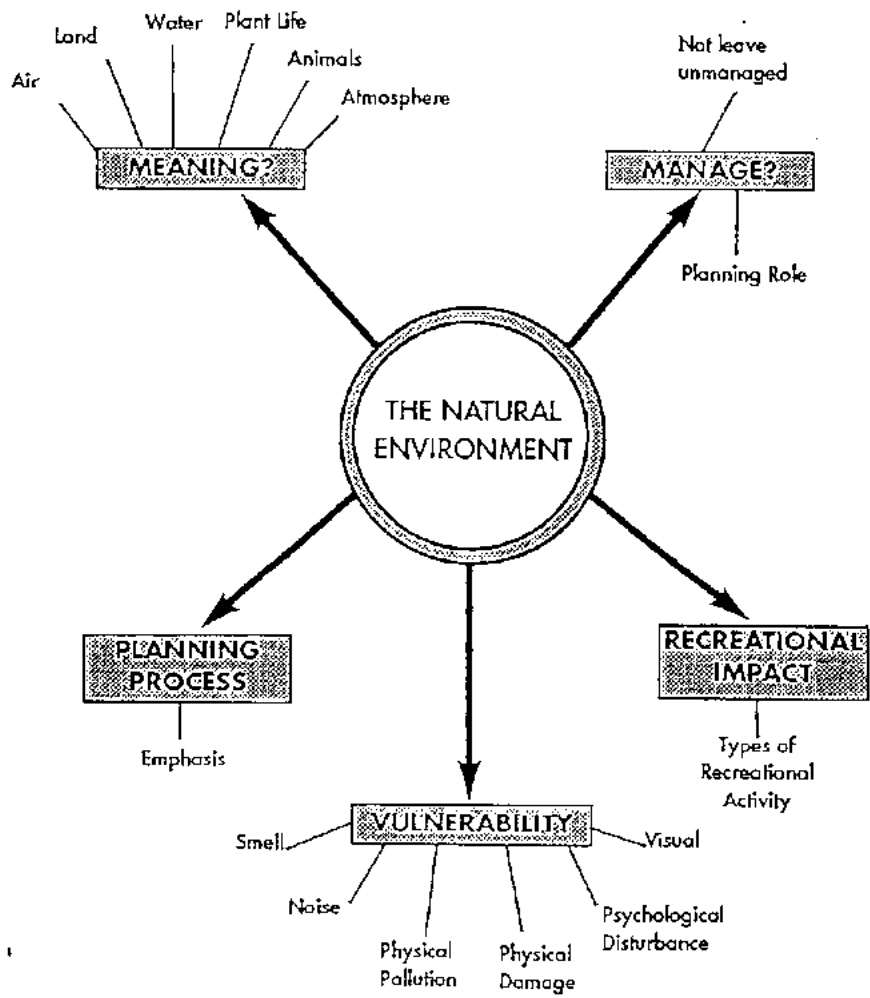 Air
Land
Water
Plant Life
Animals
Atmosphere
MEANING?
Not leave
unmanaged
MANAGE?
Planning Role
THE NATURAL
ENVIRONMENT
PLANNING
PROCESS
Emphasis
RECREATIONAL
IMPACT
Types of
Recreational
Activity
VULNERABILITY
Smell
Noise
Physical
Pollution
Physical
Damage
Psychological
Disturbance
Visual